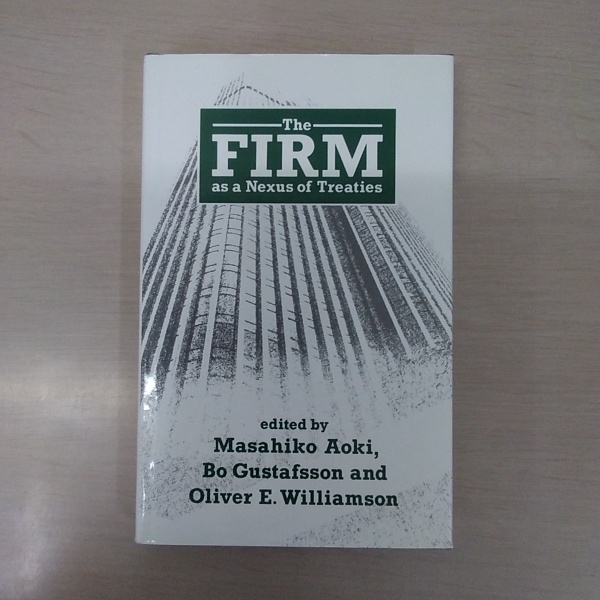 The
FIRM
as a Nexus of Treaties
edited by
Masahiko Aoki,
Bo Gustafsson and
Oliver E. Williamson